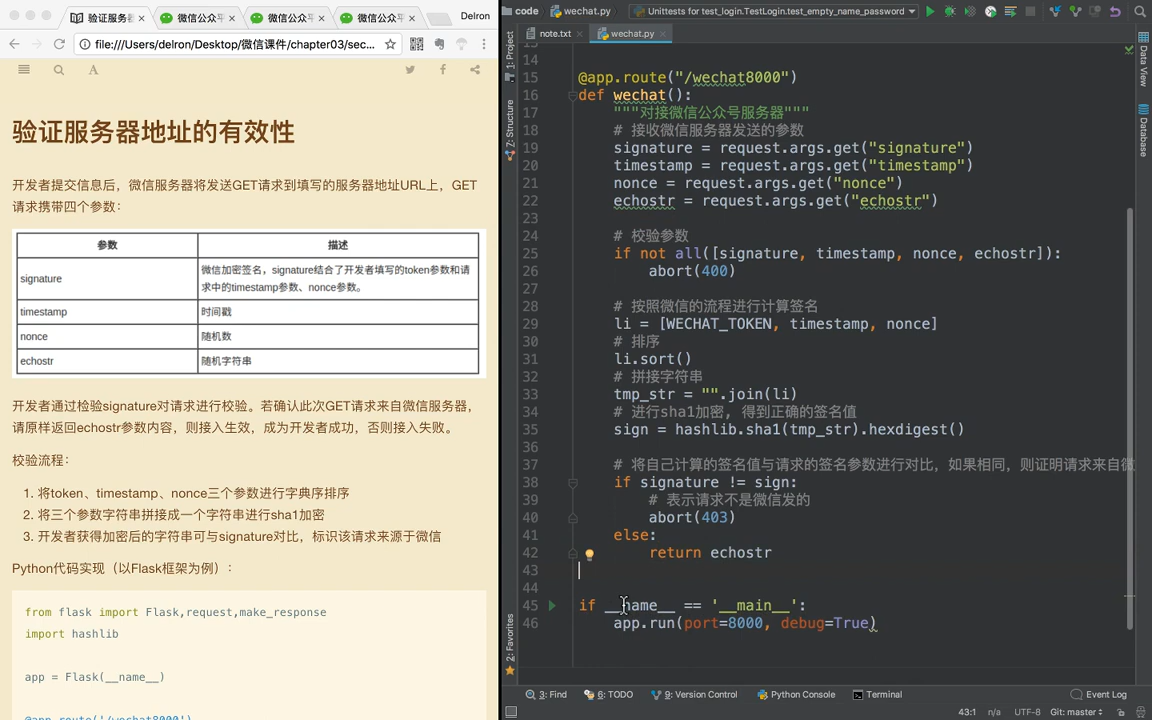 验证服务器
微信公众平
微信公众平
微信公众平
Delron
file:///Users/delron/Desktop/微信课件/chapter03/sec...
验证服务器地址的有效性
开发者提交信息后，微信服务器将发送GET请求到填写的服务器地址URL上，GET
请求携带四个参数：
参数 描述
signature 微信加密签名，signature结合了开发者填写的token参数和请
求中的timestamp参数、nonce参数。
timestamp 时间戳
nonce 随机数
echostr 随机字符串
开发者通过检验signature对请求进行校验。若确认此次GET请求来自微信服务器，
请原样返回echostr参数内容，则接入生效，成为开发者成功，否则接入失败。
校验流程：
1. 将token、timestamp、nonce三个参数进行字典序排序
2. 将三个参数字符串拼接成一个字符串进行sha1加密
3. 开发者获得加密后的字符串可与signature对比，标识该请求来源于微信
Python代码实现（以Flask框架为例）：
from flask import Flask,request,make_response
import hashlib
app = Flask(__name__)
@app.route('/wechat8000')
code wechat.py Unittests for test_login.TestLogin.test_empty_name_password
note.txt wechat.py
1: Project
7: Structure
2: Favorites
Data View
Database
13
14
15 @app.route("/wechat8000")
16 def wechat():
17 """对接微信公众号服务器"""
18 # 接收微信服务器发送的参数
19 signature = request.args.get("signature")
20 timestamp = request.args.get("timestamp")
21 nonce = request.args.get("nonce")
22 echostr = request.args.get("echostr")
23
24 # 校验参数
25 if not all([signature, timestamp, nonce, echostr]):
26 abort(400)
27
28 # 按照微信的流程进行计算签名
29 li = [WECHAT_TOKEN, timestamp, nonce]
30 # 排序
31 li.sort()
32 # 拼接字符串
33 tmp_str = "".join(li)
34 # 进行sha1加密, 得到正确的签名值
35 sign = hashlib.sha1(tmp_str).hexdigest()
36
37 # 将自己计算的签名值与请求的签名参数进行对比，如果相同，则证明请求来自微
38 if signature != sign:
39 # 表示请求不是微信发的
40 abort(403)
41 else:
42 return echostr
43
44
45 if __name__ == '__main__':
46 app.run(port=8000, debug=True)
3: Find 6: TODO 9: Version Control Python Console Terminal Event Log
43:1 n/a UTF-8 Git: master